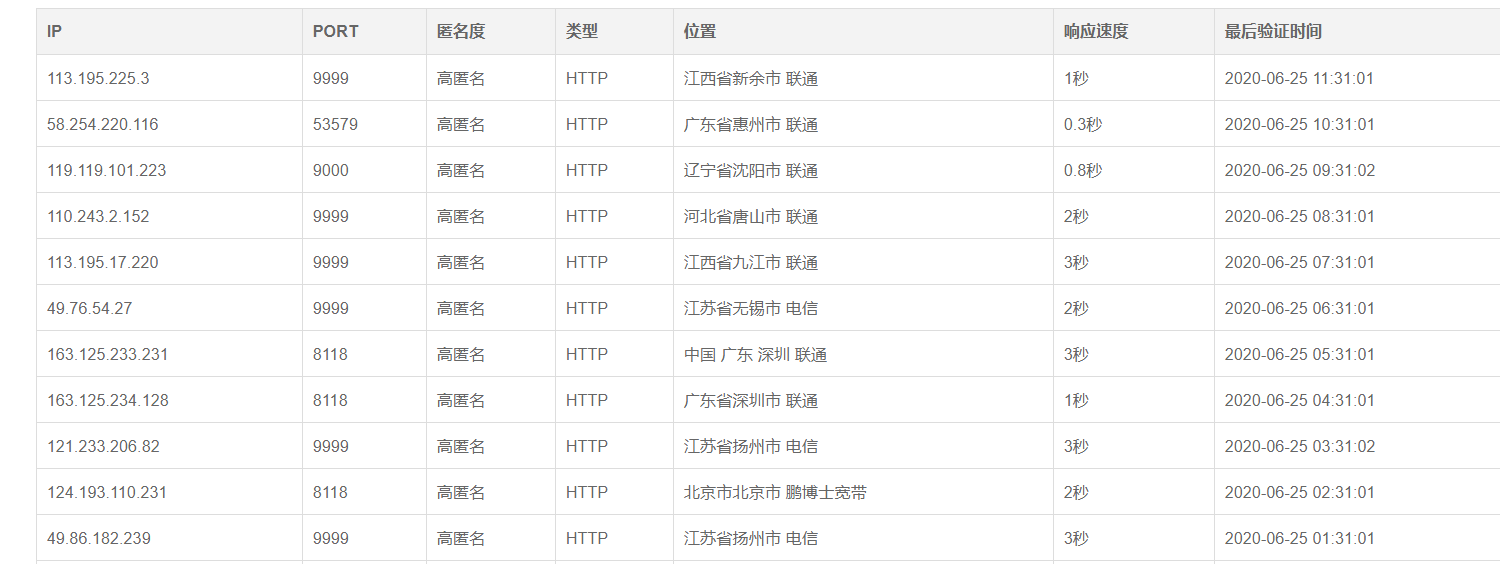 IP PORT 匿名度 类型 位置 响应速度 最后验证时间
113.195.225.3 9999 高匿名 HTTP 江西省新余市 联通 1秒 2020-06-25 11:31:01
58.254.220.116 53579 高匿名 HTTP 广东省惠州市 联通 0.3秒 2020-06-25 10:31:01
119.119.101.223 9000 高匿名 HTTP 辽宁省沈阳市 联通 0.8秒 2020-06-25 09:31:02
110.243.2.152 9999 高匿名 HTTP 河北省唐山市 联通 2秒 2020-06-25 08:31:01
113.195.17.220 9999 高匿名 HTTP 江西省九江市 联通 3秒 2020-06-25 07:31:01
49.76.54.27 9999 高匿名 HTTP 江苏省无锡市 电信 2秒 2020-06-25 06:31:01
163.125.233.231 8118 高匿名 HTTP 中国 广东 深圳 联通 3秒 2020-06-25 05:31:01
163.125.234.128 8118 高匿名 HTTP 广东省深圳市 联通 1秒 2020-06-25 04:31:01
121.233.206.82 9999 高匿名 HTTP 江苏省扬州市 电信 3秒 2020-06-25 03:31:02
124.193.110.231 8118 高匿名 HTTP 北京市北京市 鹏博士宽带 2秒 2020-06-25 02:31:01
49.86.182.239 9999 高匿名 HTTP 江苏省扬州市 电信 3秒 2020-06-25 01:31:01